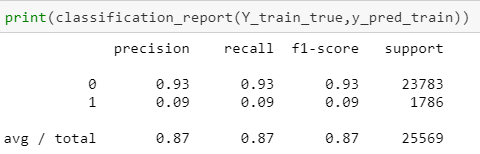 print(classification_report(Y_train_true,y_pred_train))
precision recall f1-score support
0 0.93 0.93 0.93 23783
1 0.09 0.09 0.09 1786
avg / total 0.87 0.87 0.87 25569